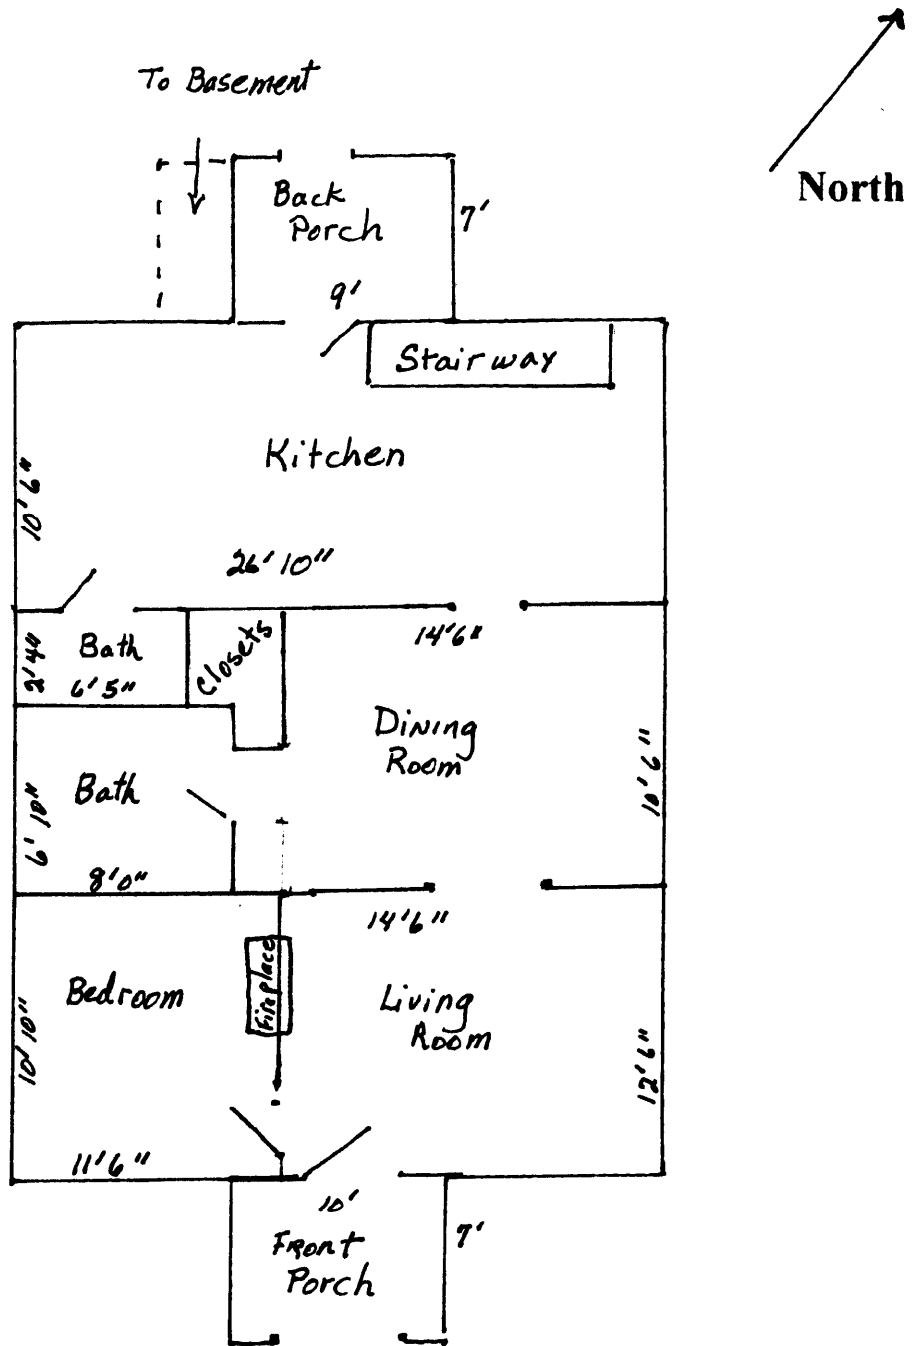 To Basement
North
Back
Porch
7'
9'
Stairway
Kitchen
10'6"
26'10"
14'6"
Bath
2'4"
6'5"
Closets
Dining
Room
10'6"
Bath
6'10"
8'0"
14'6"
Bedroom
Fireplace
Living
Room
10'10"
12'6"
11'6"
10'
7'
Front
Porch